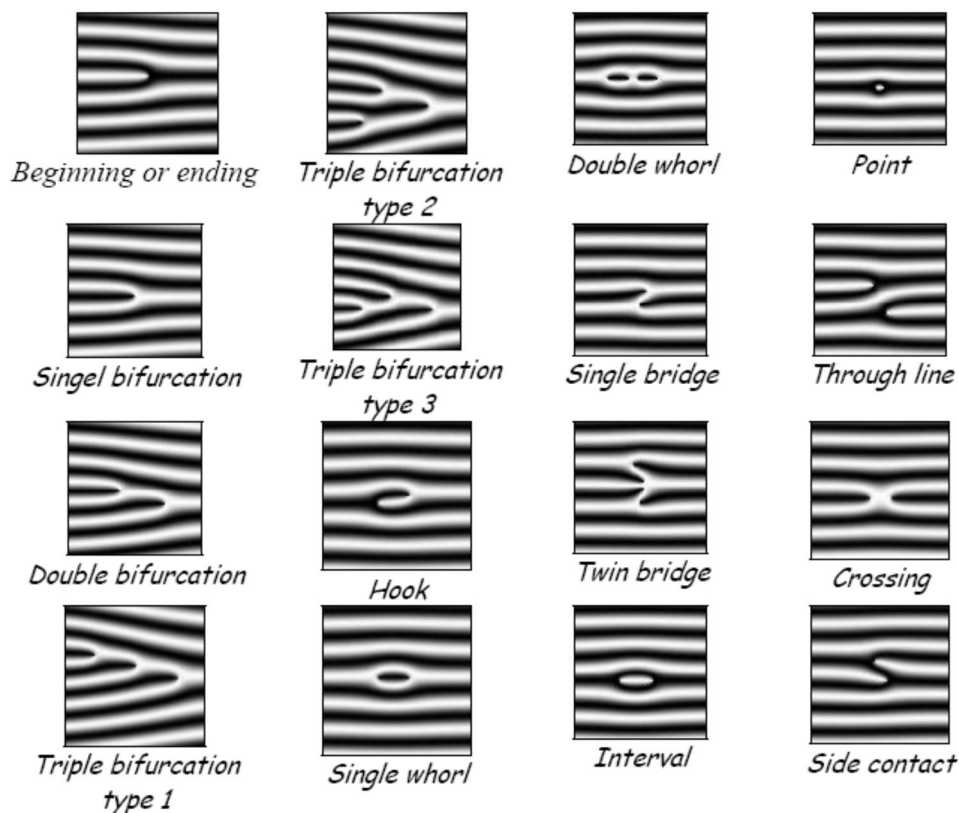 Beginning or ending
Triple bifurcation
type 2
Double whorl
Point
Singel bifurcation
Triple bifurcation
type 3
Single bridge
Through line
Double bifurcation
Hook
Twin bridge
Crossing
Triple bifurcation
type 1
Single whorl
Interval
Side contact